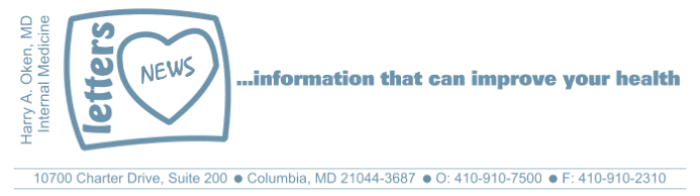 Harry A. Oken, MD
Internal Medicine
letters
NEWS
...information that can improve your health
10700 Charter Drive, Suite 200 ● Columbia, MD 21044-3687 ● O: 410-910-7500 ● F: 410-910-2310